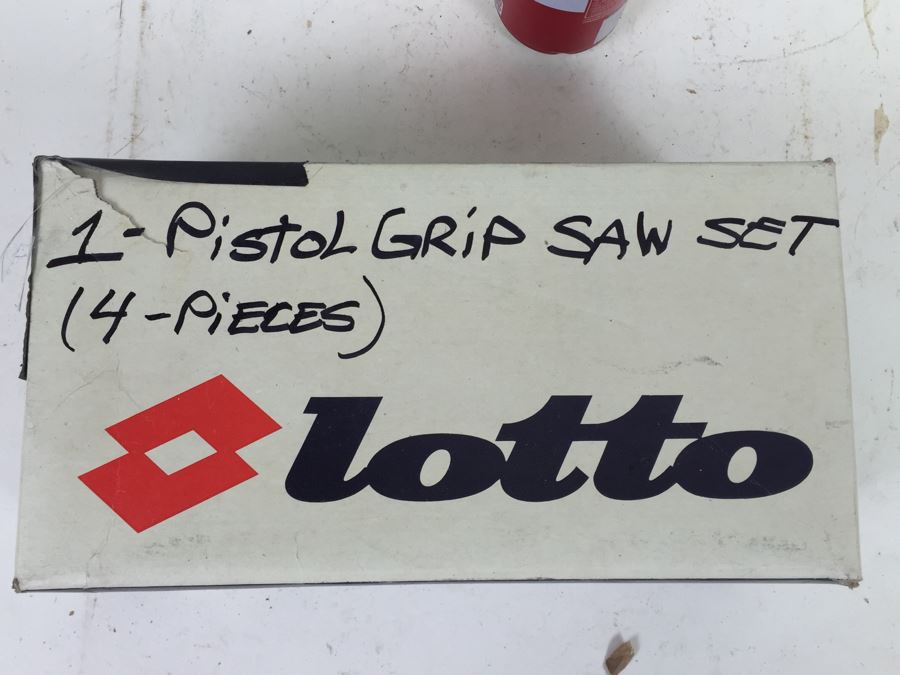 1-PiSTOL GRiP SAW SET
(4-PiECES)
lotto